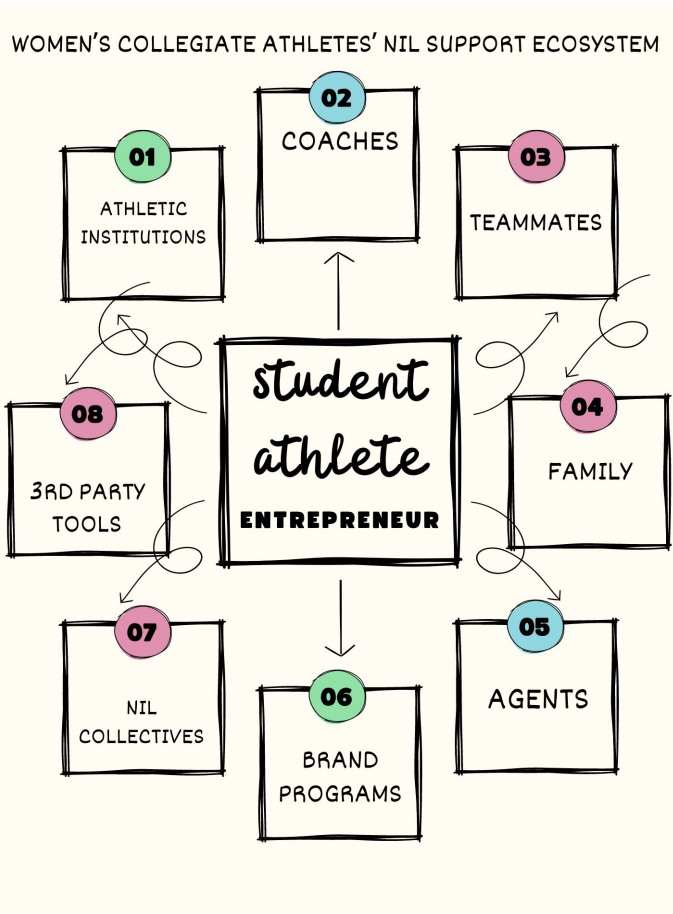 WOMEN'S COLLEGIATE ATHLETES' NIL SUPPORT ECOSYSTEM
01
ATHLETIC
INSTITUTIONS
02
COACHES
03
TEAMMATES
student
athlete
ENTREPRENEUR
04
FAMILY
05
AGENTS
06
BRAND
PROGRAMS
07
NIL
COLLECTIVES
08
3RD PARTY
TOOLS